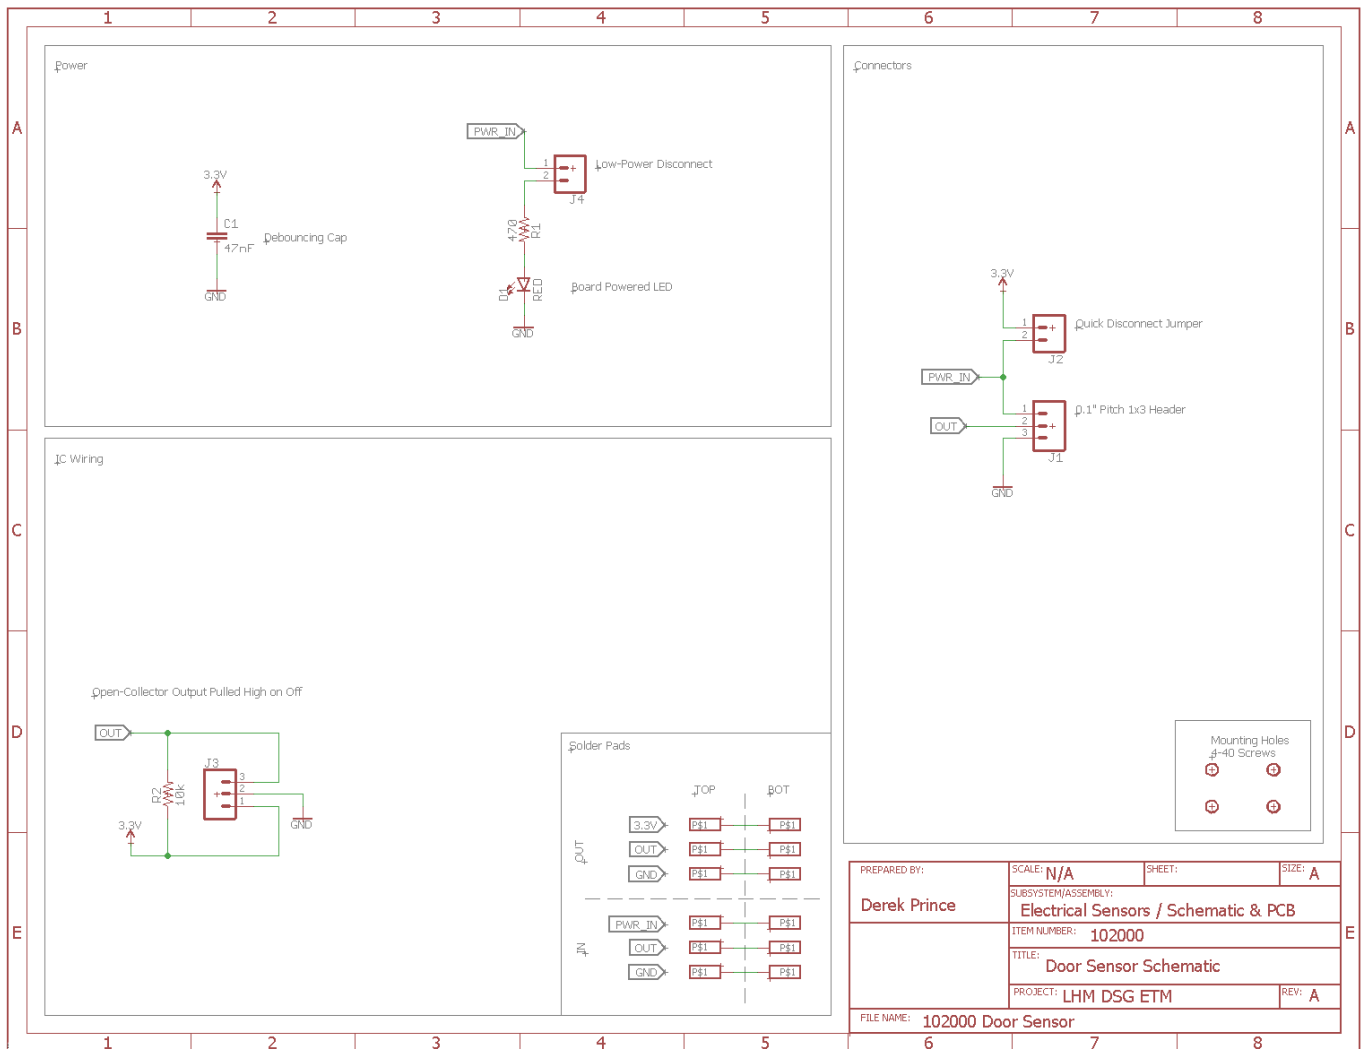 1 2 3 4 5 6 7 8
A A
B B
C C
D D
E E
Power
PWR_IN
1
2
J4
Low-Power Disconnect
3.3V
C1
47nF
GND
Debouncing Cap
470
R1
D1
RED
Board Powered LED
GND
Connectors
3.3V
1
2
J2
Quick Disconnect Jumper
PWR_IN
OUT
1
2
3
J1
0.1" Pitch 1x3 Header
GND
IC Wiring
Open-Collector Output Pulled High on Off
OUT
R2
10k
J3
3
2
1
3.3V
GND
Solder Pads
TOP BOT
OUT
3.3V P$1 P$1
OUT P$1 P$1
GND P$1 P$1
IN
PWR_IN P$1 P$1
OUT P$1 P$1
GND P$1 P$1
Mounting Holes
4-40 Screws
PREPARED BY:
Derek Prince
SCALE: N/A
SHEET:
SIZE: A
SUBSYSTEM/ASSEMBLY:
Electrical Sensors / Schematic & PCB
ITEM NUMBER: 102000
TITLE:
Door Sensor Schematic
PROJECT: LHM DSG ETM
REV: A
FILE NAME: 102000 Door Sensor
1 2 3 4 5 6 7 8